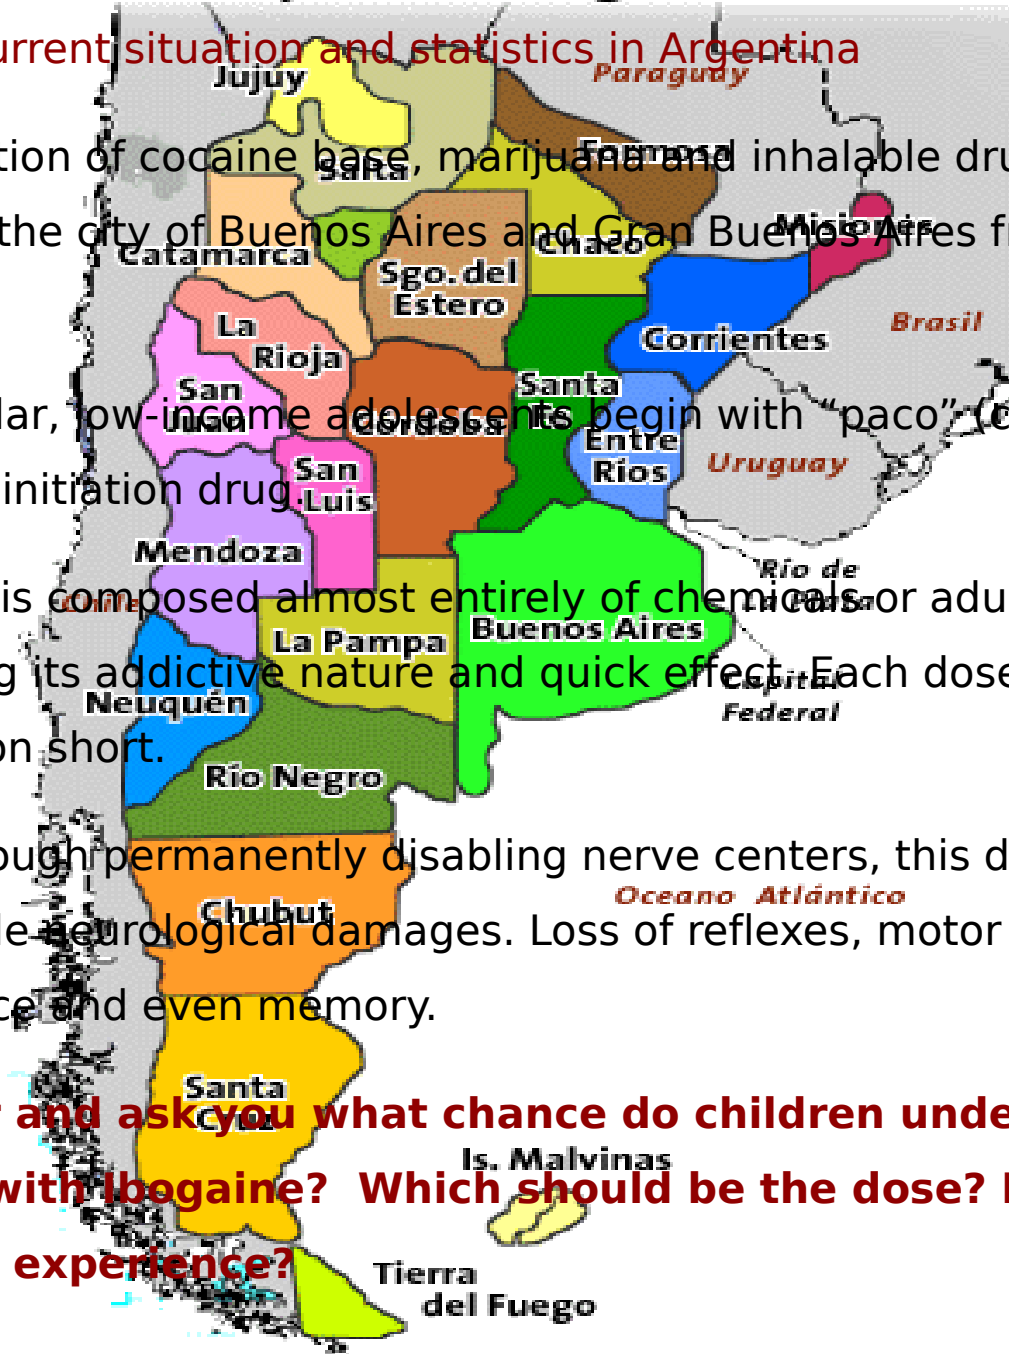 urrent situation and statistics in Argentina
Jujúy
Paraguay
tion of cocaine base, marijuana and inhalable dru
Formosa
Salta
the city of Buenos Aires and Gran Buenos Aires f
Misiones
Catamarca
Chaco
Sgo. del
Estero
La
Rioja
Brasil
Corrientes
San
Juan
Santa
Fe
lar, low-income adolescents begin with “paco” (c
Córdoba
Entre
Ríos
Uruguay
San
Luis
initiation drug.
Mendoza
Río de
La Plata
Chile
is composed almost entirely of chemicals or adu
Buenos Aires
La Pampa
g its addictive nature and quick effect. Each dose
Capital
Federal
Neuquén
on short.
Río Negro
ough permanently disabling nerve centers, this d
Oceano Atlántico
Chubut
le neurological damages. Loss of reflexes, motor
ce and even memory.
Santa
Cruz
r and ask you what chance do children unde
Is. Malvinas
with Ibogaine? Which should be the dose?
experience?
Tierra
del Fuego